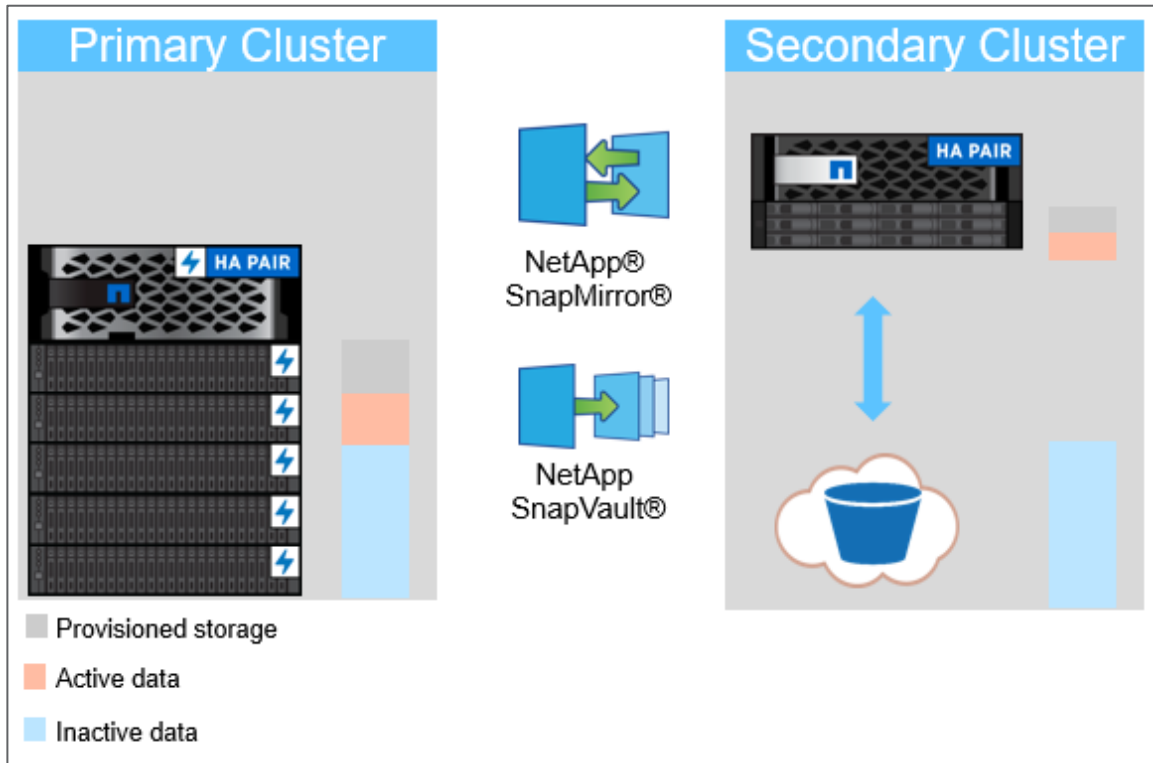 Primary Cluster
Secondary Cluster
HA PAIR
HA PAIR
NetApp®
SnapMirror®
NetApp
SnapVault®
Provisioned storage
Active data
Inactive data